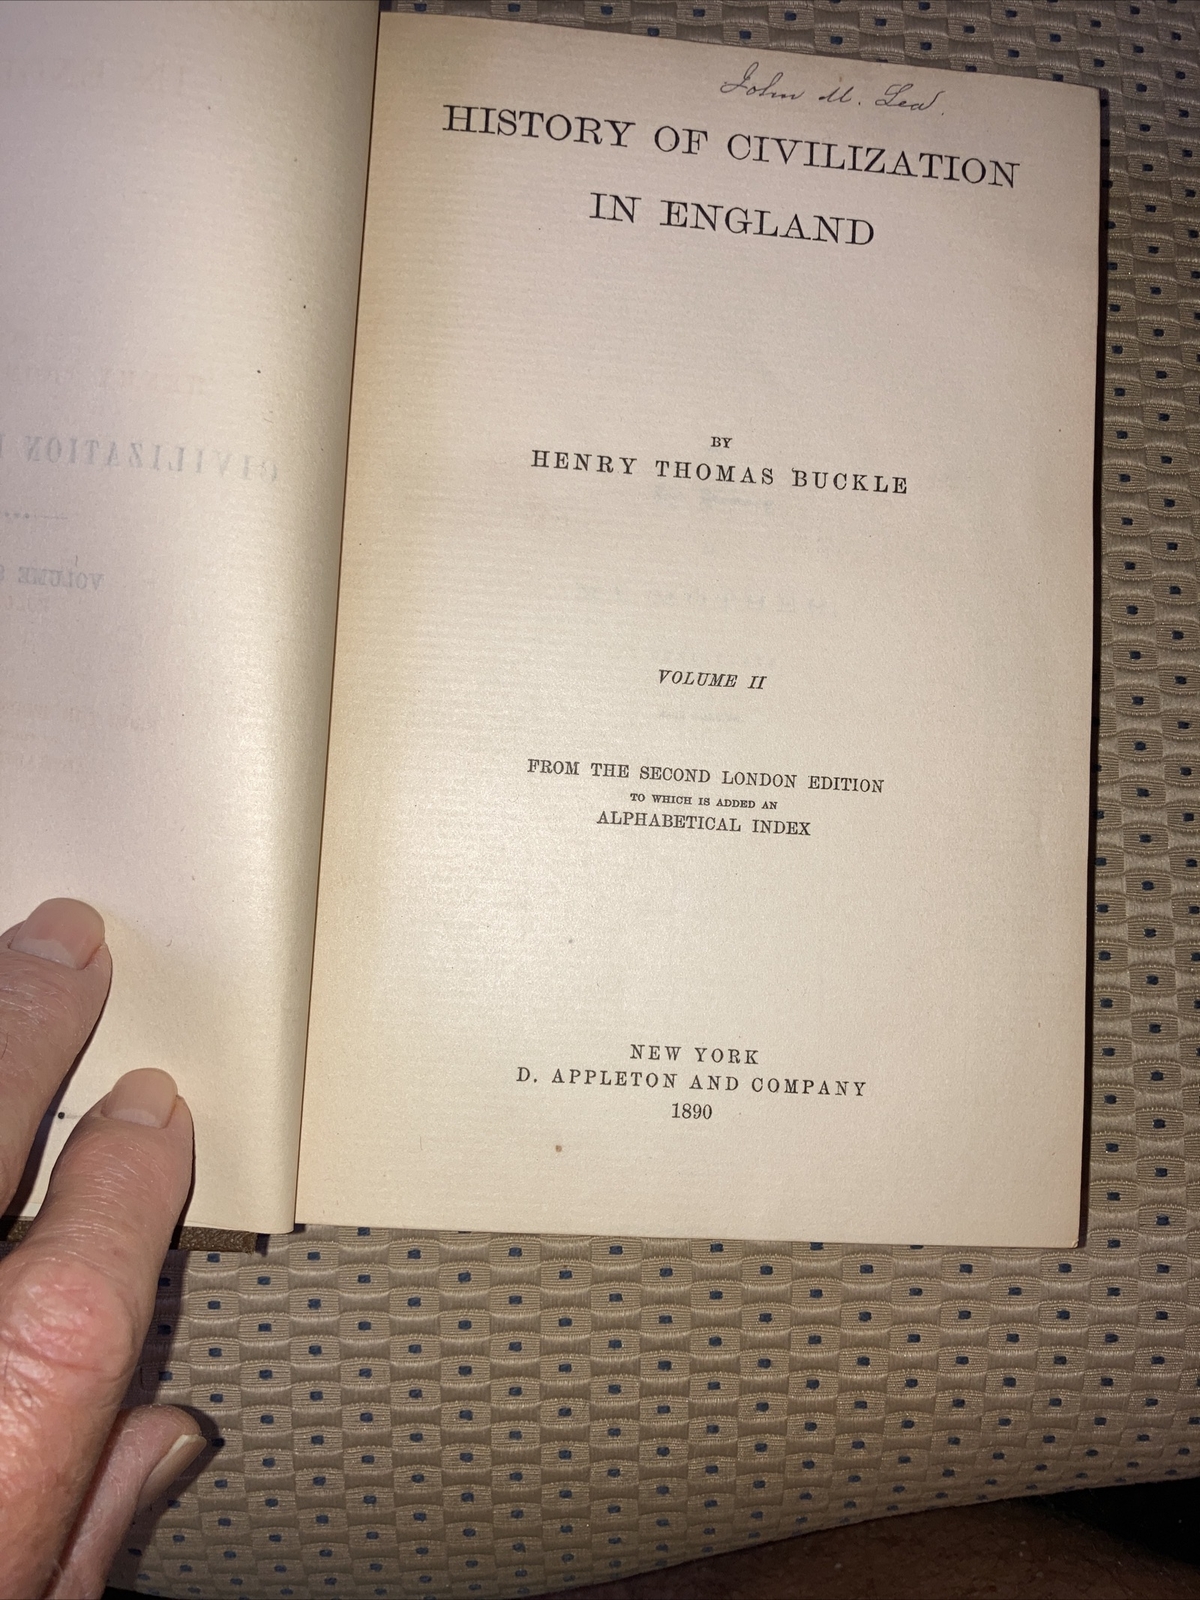 John M. Lea.
HISTORY OF CIVILIZATION
IN ENGLAND
BY
HENRY THOMAS BUCKLE
VOLUME II
FROM THE SECOND LONDON EDITION
TO WHICH IS ADDED AN
ALPHABETICAL INDEX
NEW YORK
D. APPLETON AND COMPANY
1890